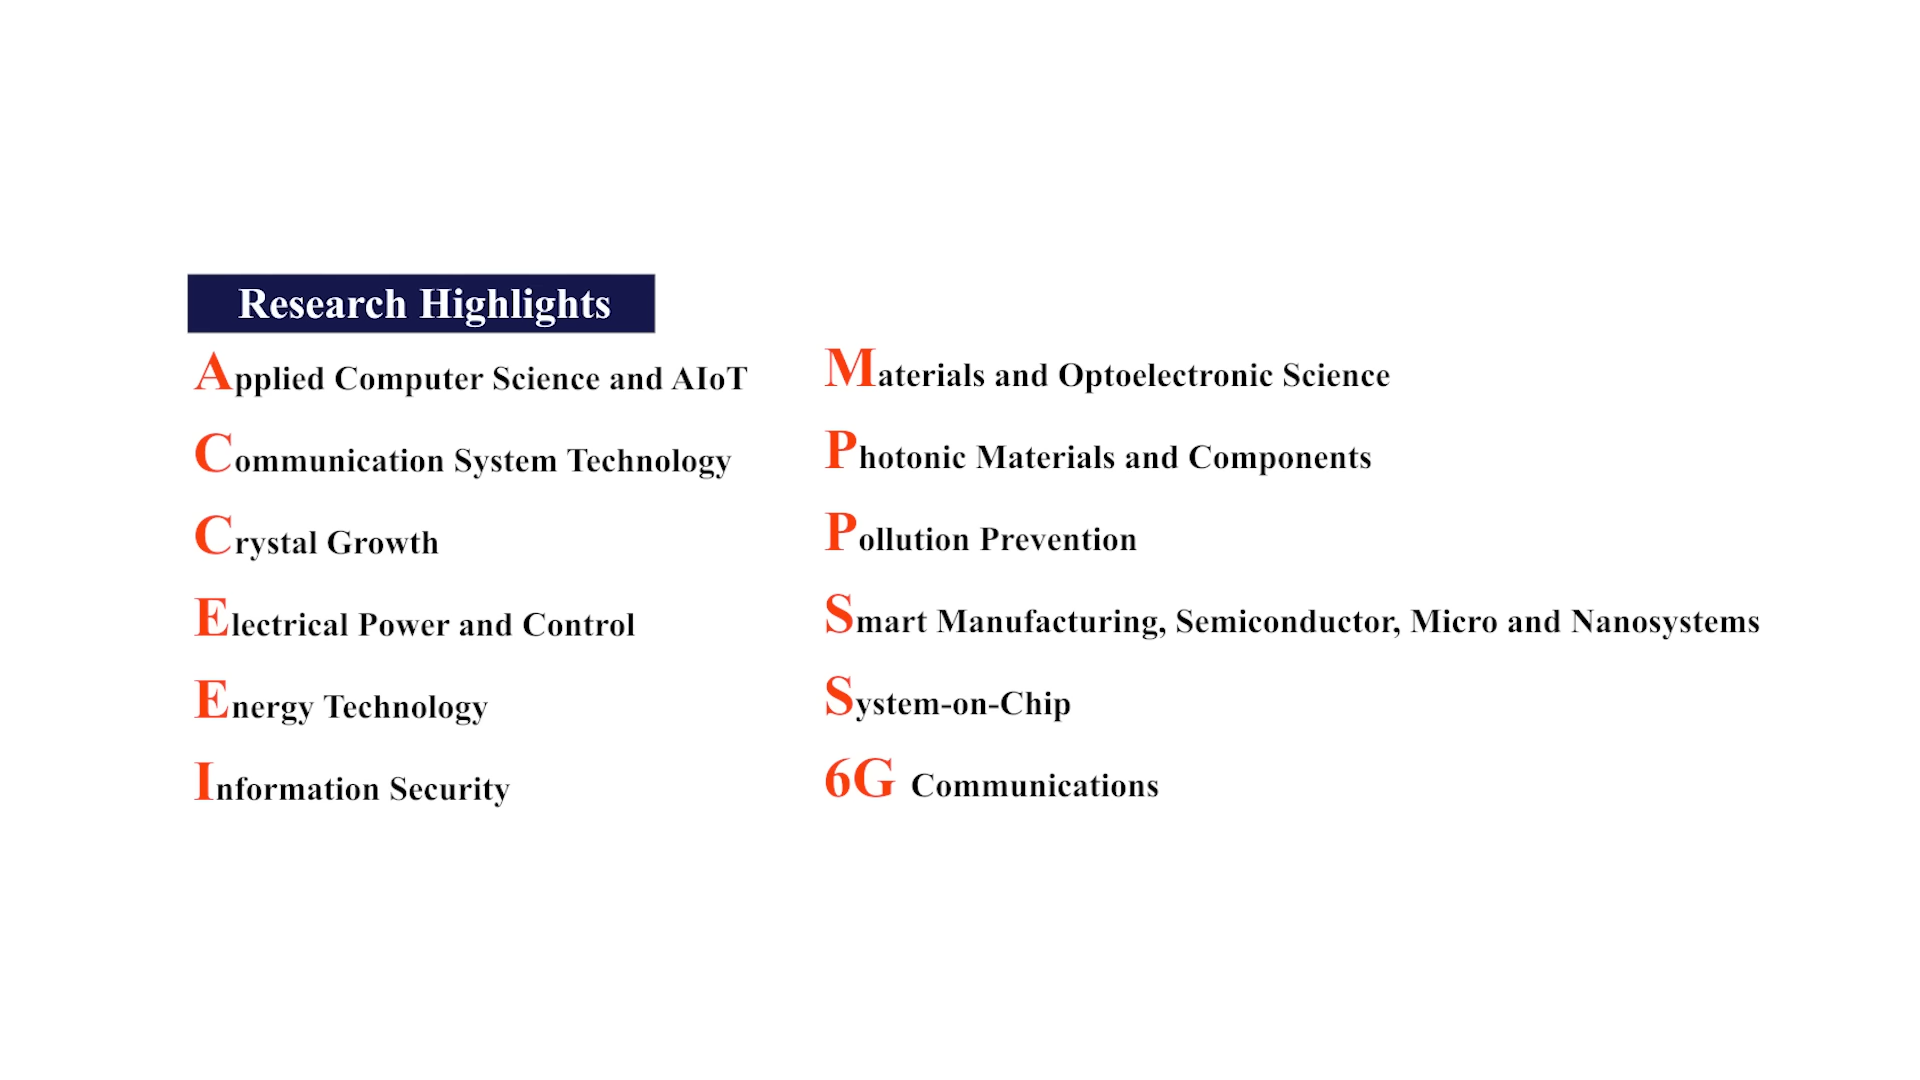 Research Highlights
Applied Computer Science and AIoT
Communication System Technology
Crystal Growth
Electrical Power and Control
Energy Technology
Information Security
Materials and Optoelectronic Science
Photonic Materials and Components
Pollution Prevention
Smart Manufacturing, Semiconductor, Micro and Nanosystems
System-on-Chip
6G Communications